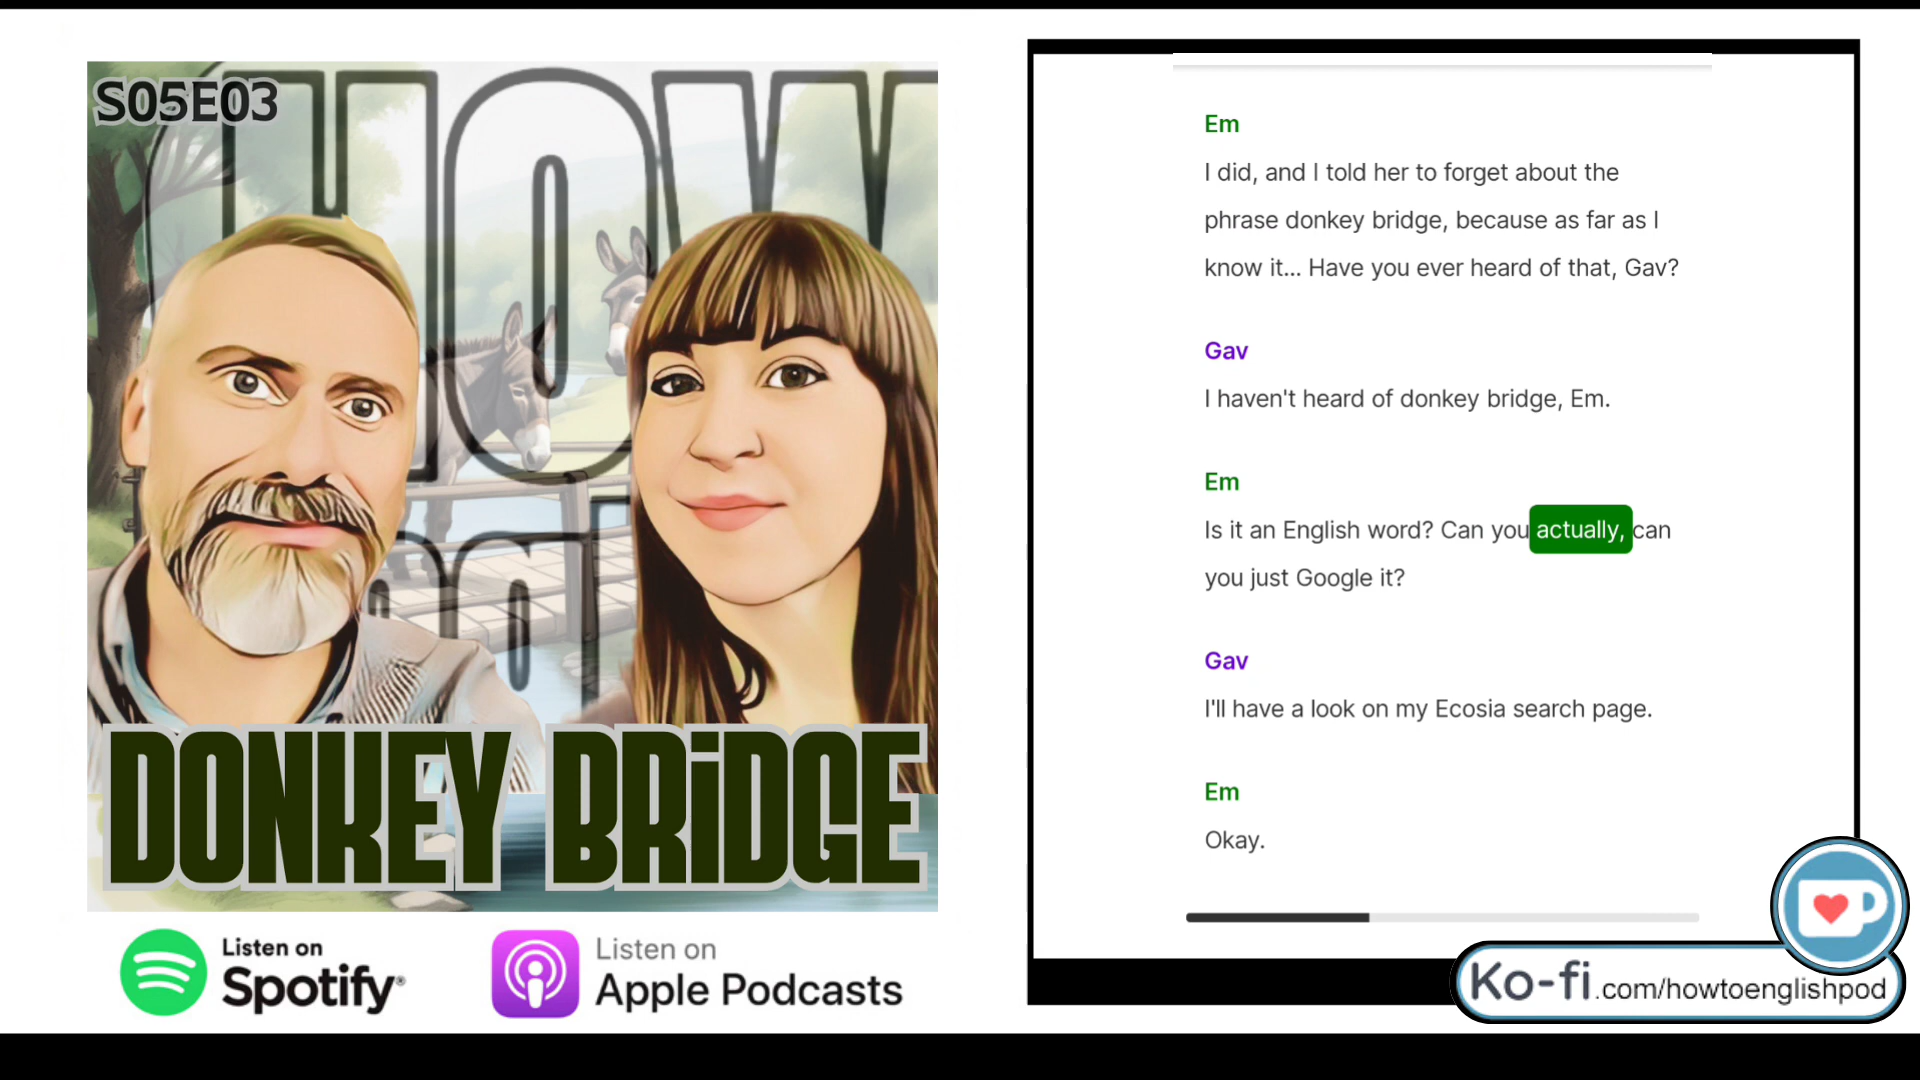 S05E03
HOW
DONKEY BRiDGE
Listen on
Spotify®
Listen on
Apple Podcasts
Em
I did, and I told her to forget about the
phrase donkey bridge, because as far as I
know it... Have you ever heard of that, Gav?
Gav
I haven't heard of donkey bridge, Em.
Em
Is it an English word? Can you actually, can
you just Google it?
Gav
I'll have a look on my Ecosia search page.
Em
Okay.
Ko-fi.com/howtoenglishpod